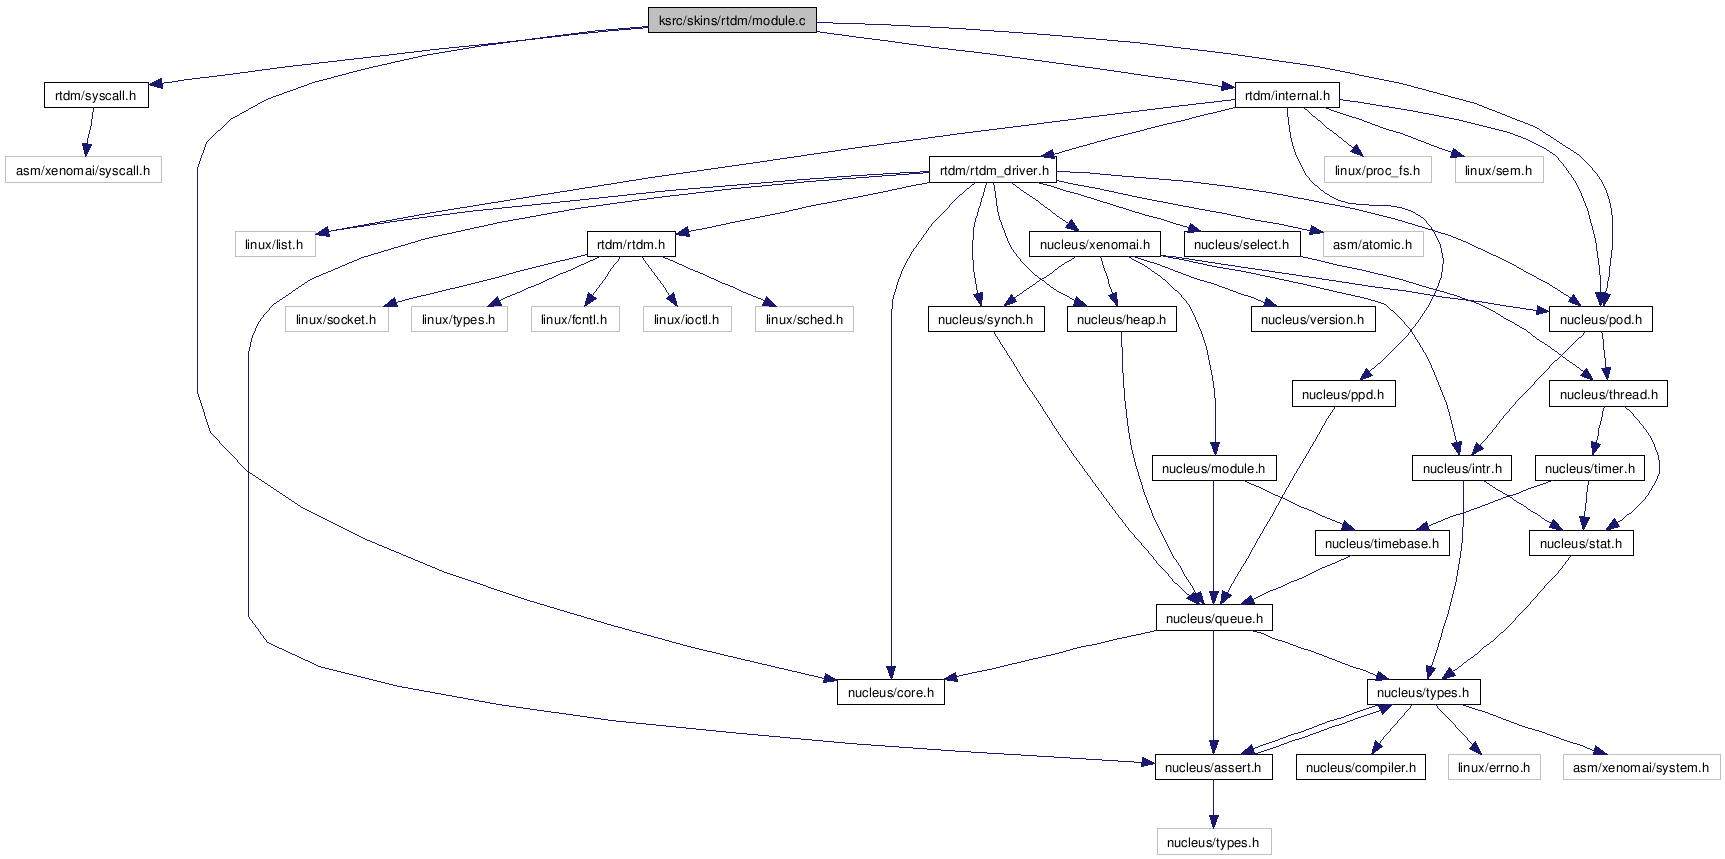 ksrc/skins/rtdm/module.c
rtdm/syscall.h
rtdm/internal.h
asm/xenomai/syscall.h
rtdm/rtdm_driver.h
linux/proc_fs.h
linux/sem.h
linux/list.h
rtdm/rtdm.h
nucleus/xenomai.h
nucleus/select.h
asm/atomic.h
linux/socket.h
linux/types.h
linux/fcntl.h
linux/ioctl.h
linux/sched.h
nucleus/synch.h
nucleus/heap.h
nucleus/version.h
nucleus/pod.h
nucleus/ppd.h
nucleus/thread.h
nucleus/module.h
nucleus/intr.h
nucleus/timer.h
nucleus/timebase.h
nucleus/stat.h
nucleus/queue.h
nucleus/core.h
nucleus/types.h
nucleus/assert.h
nucleus/compiler.h
linux/errno.h
asm/xenomai/system.h
nucleus/types.h